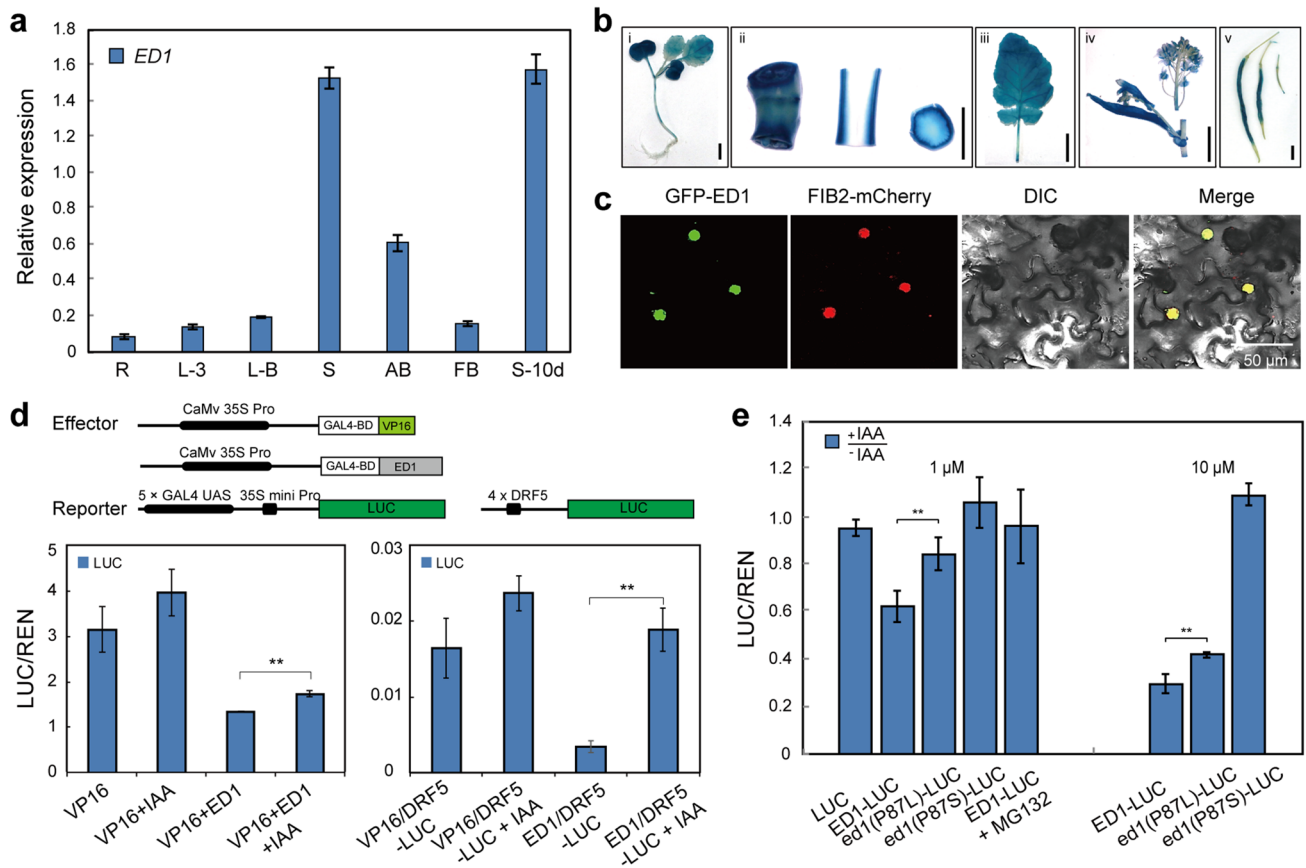 a
1.8
1.6
1.4
1.2
1.0
0.8
0.6
0.4
0.2
0
Relative expression
ED1
R L-3 L-B S AB FB S-10d
b
i ii iii iv v
c
GFP-ED1 FIB2-mCherry DIC Merge
50 µm
d
Effector
CaMv 35S Pro
GAL4-BD VP16
CaMv 35S Pro
GAL4-BD ED1
Reporter
5 × GAL4 UAS 35S mini Pro
LUC
4 x DRF5
LUC
LUC/REN
5
4
3
2
1
0
LUC
**
VP16
VP16+IAA
VP16+ED1
VP16+ED1
+IAA
0.03
0.02
0.01
0
LUC
**
VP16/DRF5
-LUC
VP16/DRF5
-LUC + IAA
ED1/DRF5
-LUC
ED1/DRF5
-LUC + IAA
e
LUC/REN
1.4
1.2
1.0
0.8
0.6
0.4
0.2
0
+IAA
- IAA
1 µM
10 µM
**
**
LUC
ED1-LUC
ed1(P87L)-LUC
ed1(P87S)-LUC
ED1-LUC
+ MG132
ED1-LUC
ed1(P87L)-LUC
ed1(P87S)-LUC